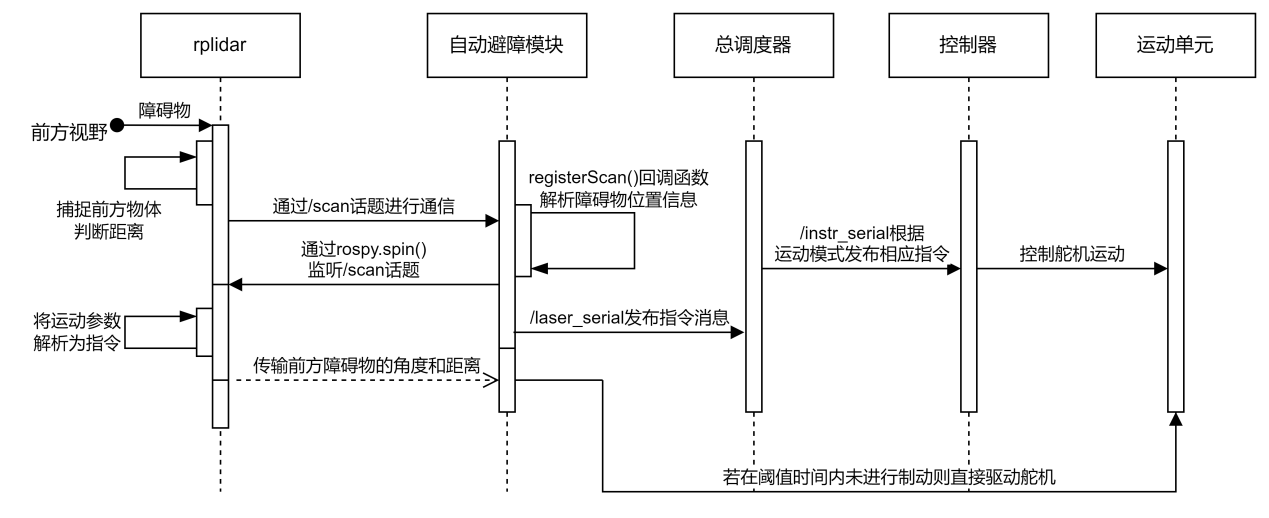 rplidar
自动避障模块
总调度器
控制器
运动单元
障碍物
前方视野
捕捉前方物体
判断距离
通过/scan话题进行通信
registerScan()回调函数
解析障碍物位置信息
通过rospy.spin()
监听/scan话题
/instr_serial根据
运动模式发布相应指令
控制舵机运动
将运动参数
解析为指令
/laser_serial发布指令消息
传输前方障碍物的角度和距离
若在阈值时间内未进行制动则直接驱动舵机